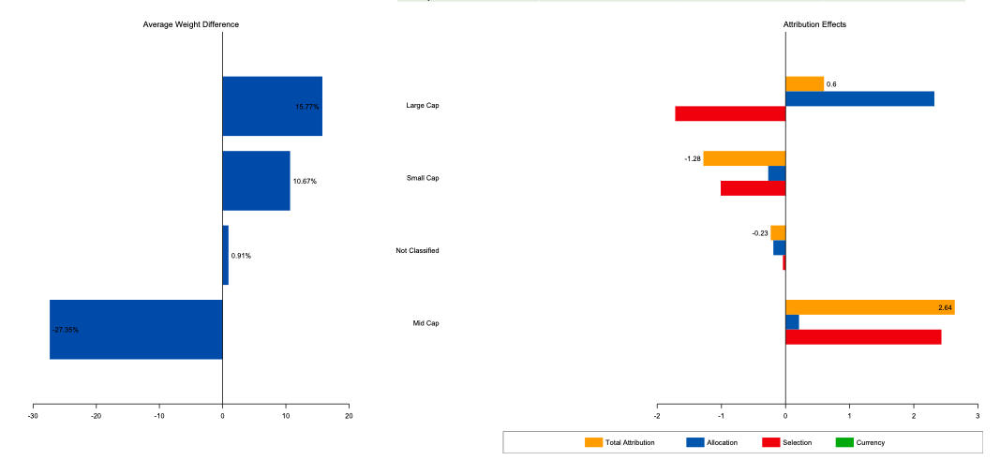 Average Weight Difference
Attribution Effects
15.77%
Large Cap
0.6
10.67%
Small Cap
-1.28
0.91%
Not Classified
-0.23
-27.35%
Mid Cap
2.64
-30 -20 -10 0 10 20
-2 -1 0 1 2 3
Total Attribution Allocation Selection Currency